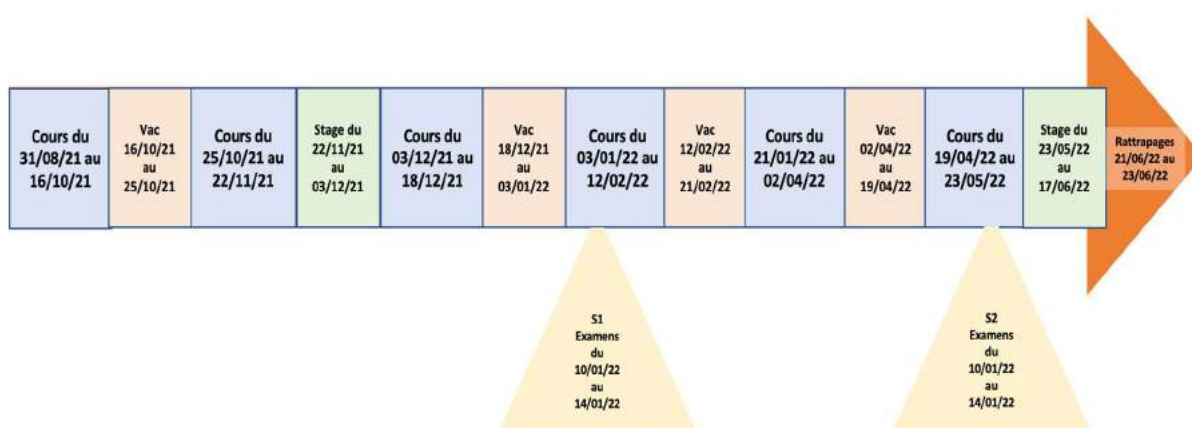 Cours du
31/08/21 au
16/10/21
Vac
16/10/21
au
25/10/21
Cours du
25/10/21 au
22/11/21
Stage du
22/11/21
au
03/12/21
Cours du
03/12/21 au
18/12/21
Vac
18/12/21
au
03/01/22
Cours du
03/01/22 au
12/02/22
Vac
12/02/22
au
21/02/22
Cours du
21/01/22 au
02/04/22
Vac
02/04/22
au
19/04/22
Cours du
19/04/22 au
23/05/22
Stage du
23/05/22
au
17/06/22
Rattrapages
21/06/22 au
23/06/22
S1
Examens
du
10/01/22
au
14/01/22
S2
Examens
du
10/01/22
au
14/01/22